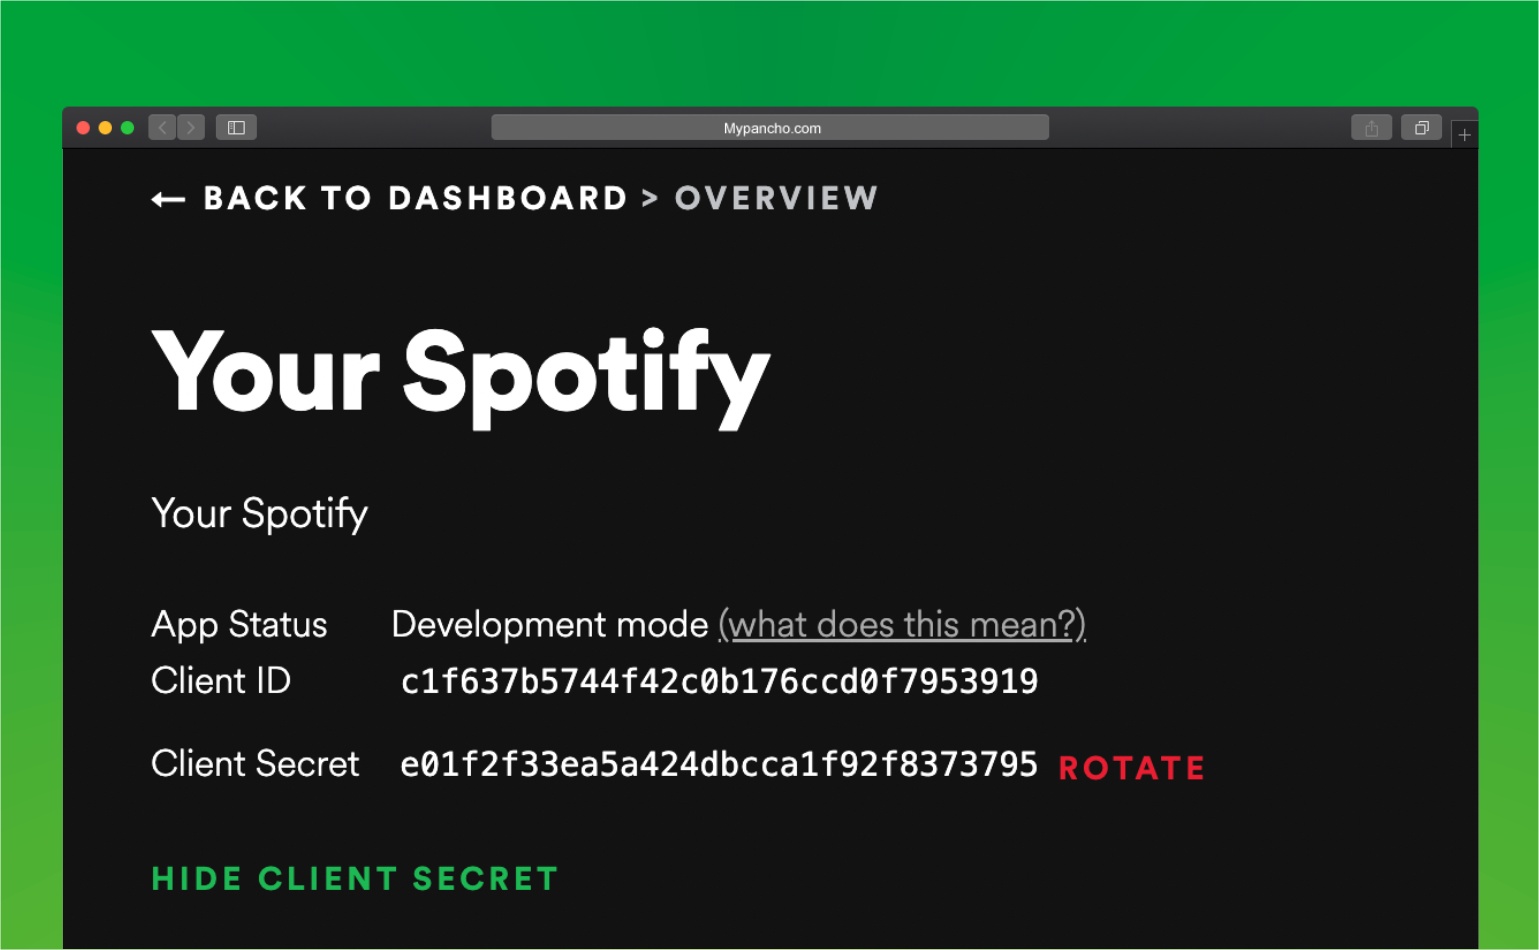 Mypancho.com
← BACK TO DASHBOARD > OVERVIEW
Your Spotify
Your Spotify
App Status Development mode (what does this mean?)
Client ID c1f637b5744f42c0b176ccd0f7953919
Client Secret e01f2f33ea5a424dbcca1f92f8373795 ROTATE
HIDE CLIENT SECRET